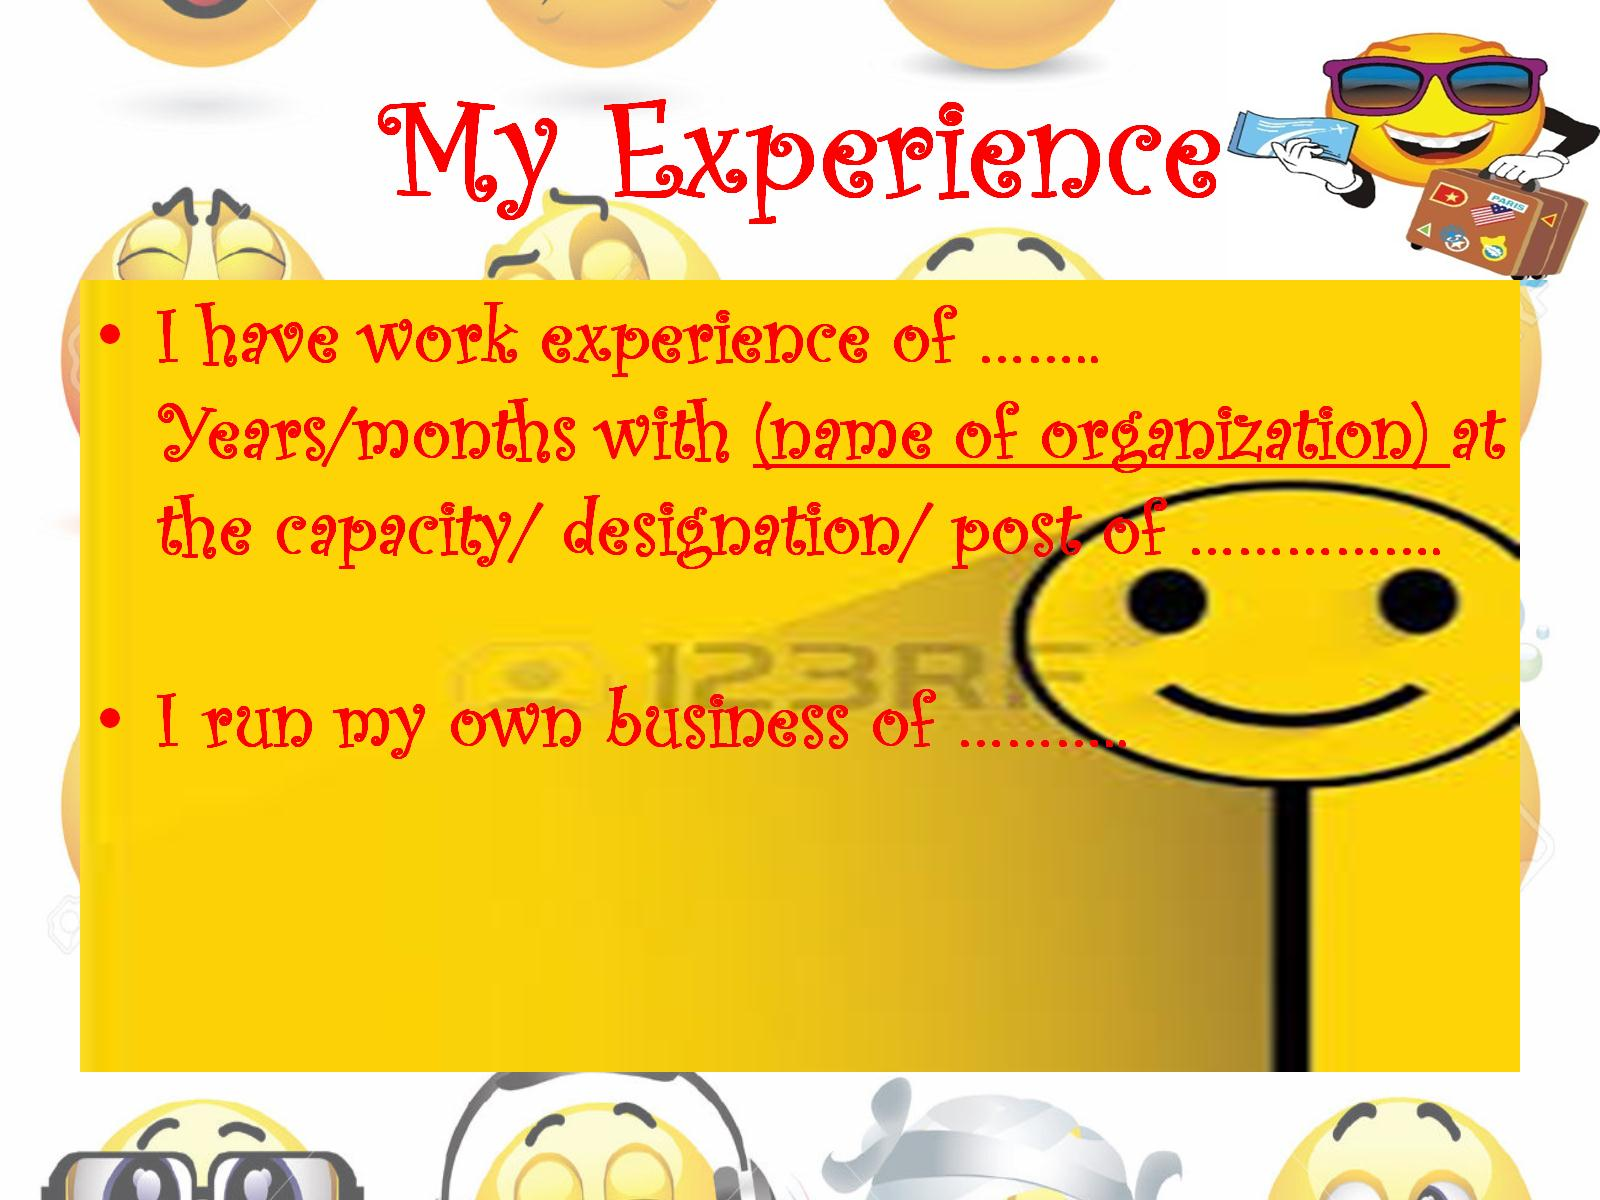 My Experience
PARIS
• I have work experience of ........
Years/months with (name of organization) at
the capacity/ designation/ post of ................
123RF
• I run my own business of ...........